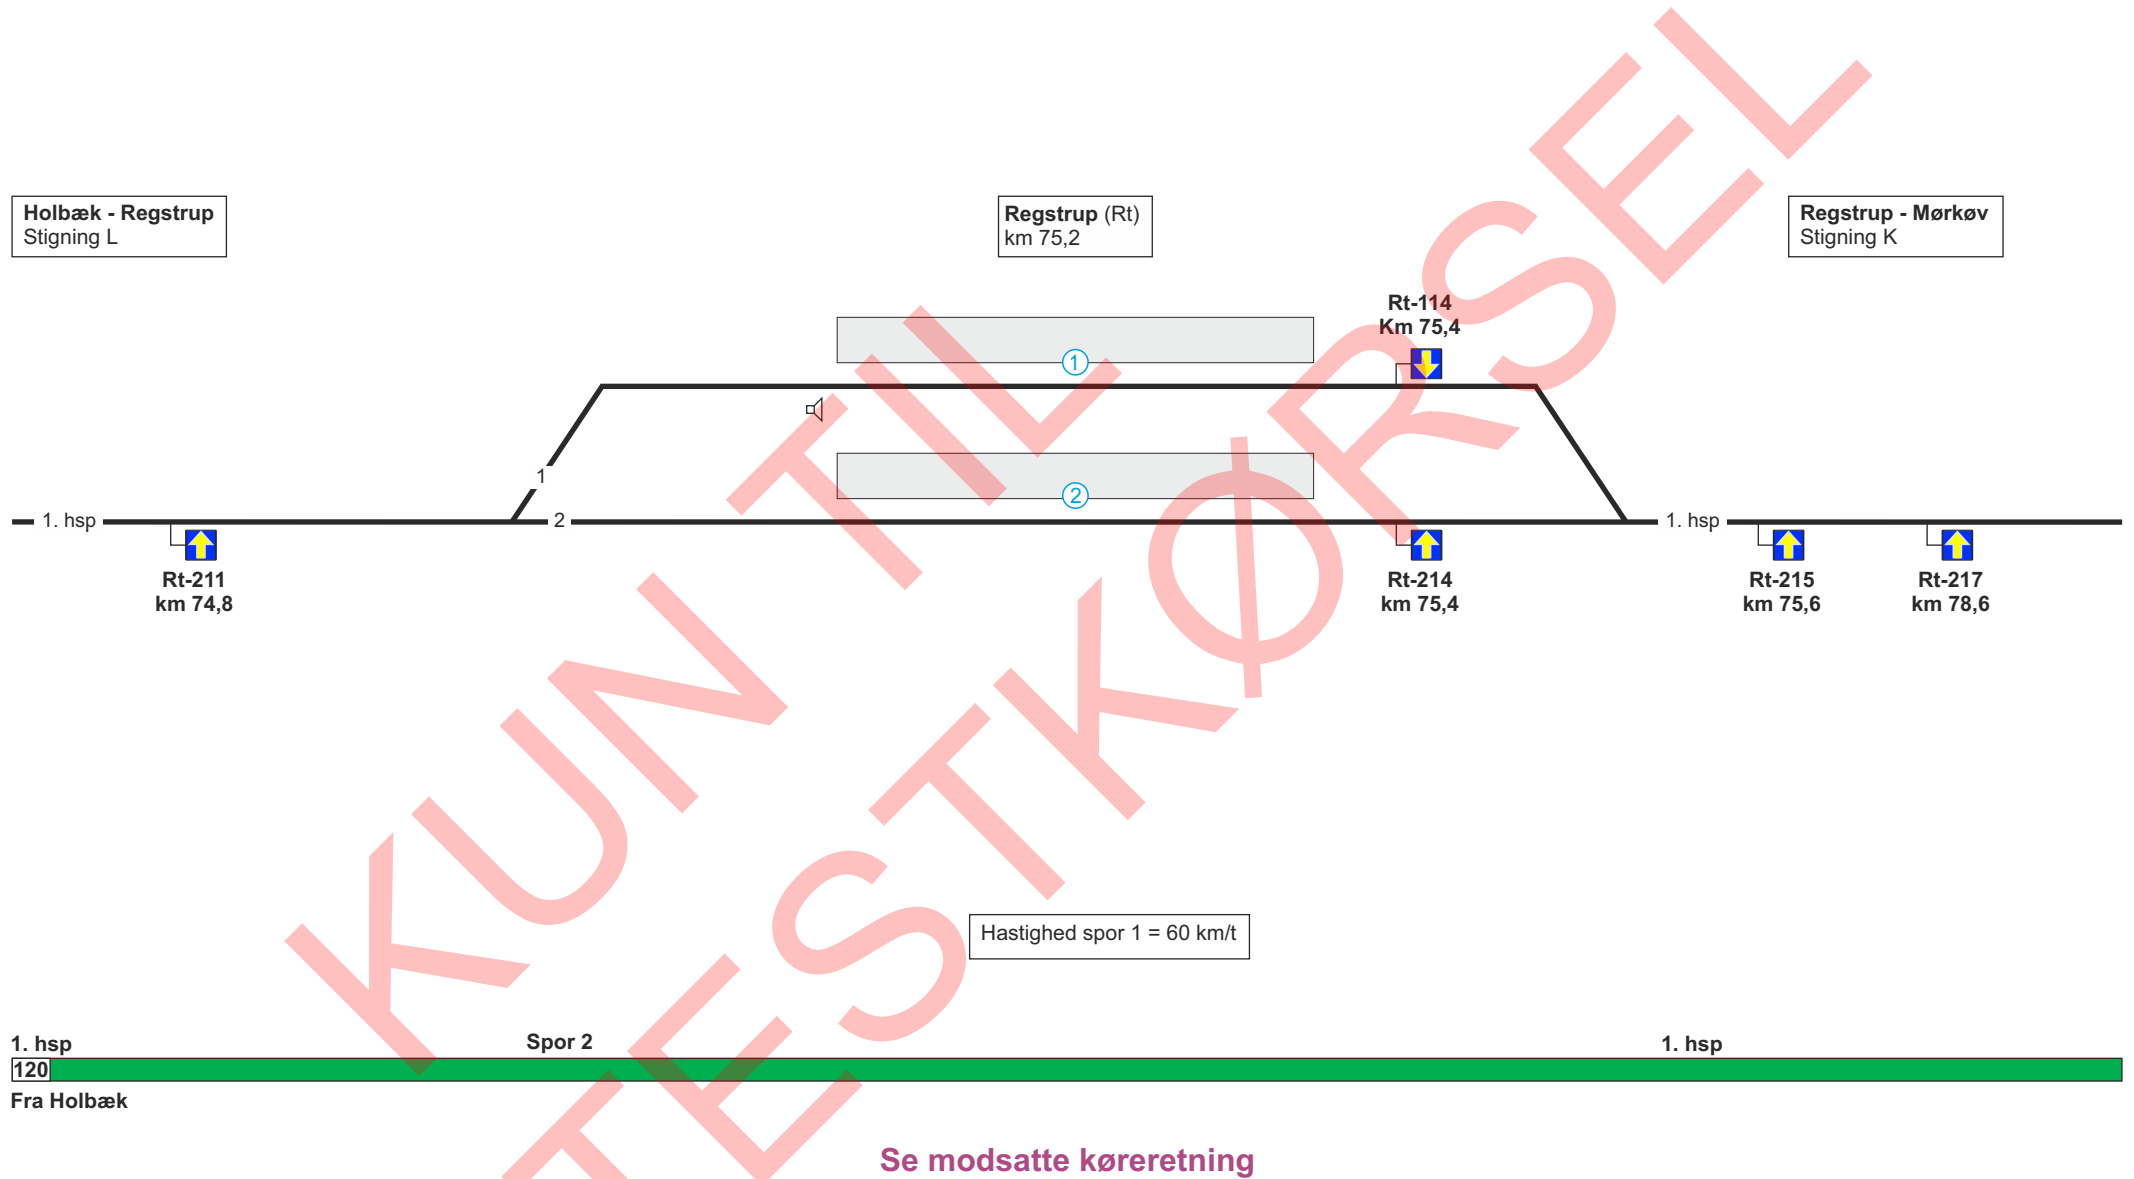 Holbæk - Regstrup
Stigning L
Regstrup (Rt)
km 75,2
Regstrup - Mørkøv
Stigning K
Rt-114
Km 75,4
1
1
2
1. hsp
2
1. hsp
Rt-211
km 74,8
Rt-214
km 75,4
Rt-215
km 75,6
Rt-217
km 78,6
KUN TIL
TESTKØRSEL
Hastighed spor 1 = 60 km/t
1. hsp
Spor 2
1. hsp
120
Fra Holbæk
Se modsatte køreretning